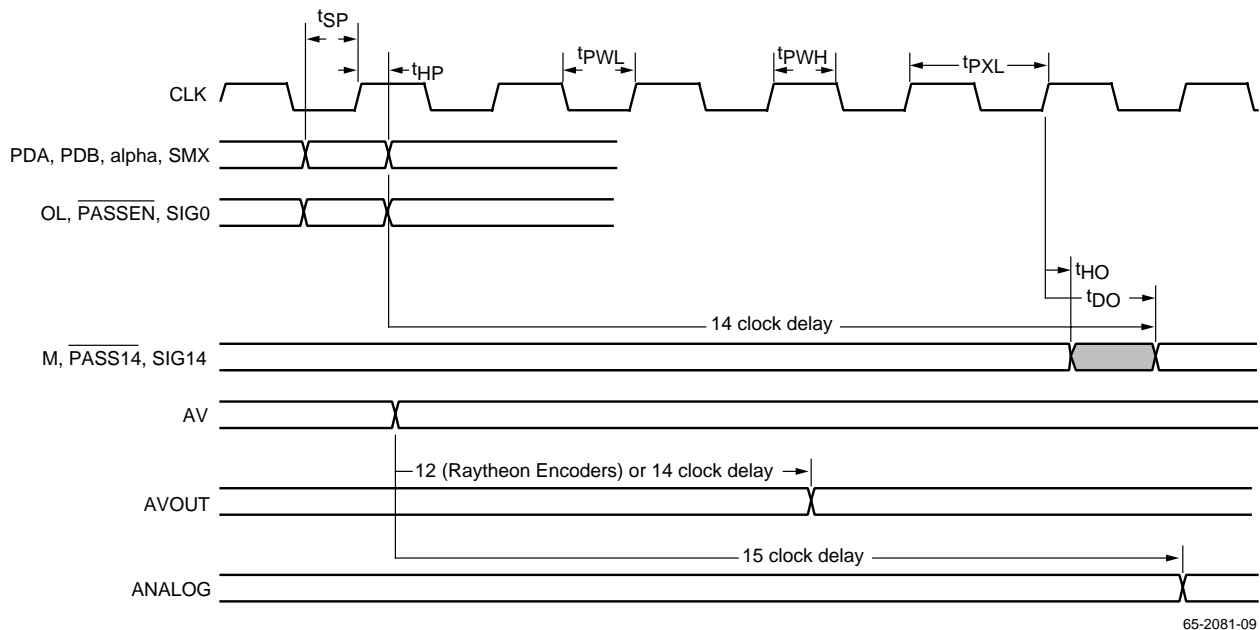 tSP
tHP
tPWL
tPWH
tPXL
CLK
PDA, PDB, alpha, SMX
OL, PASSEN, SIG0
tHO
tDO
14 clock delay
M, PASS14, SIG14
AV
12 (Raytheon Encoders) or 14 clock delay
AVOUT
15 clock delay
ANALOG
65-2081-09